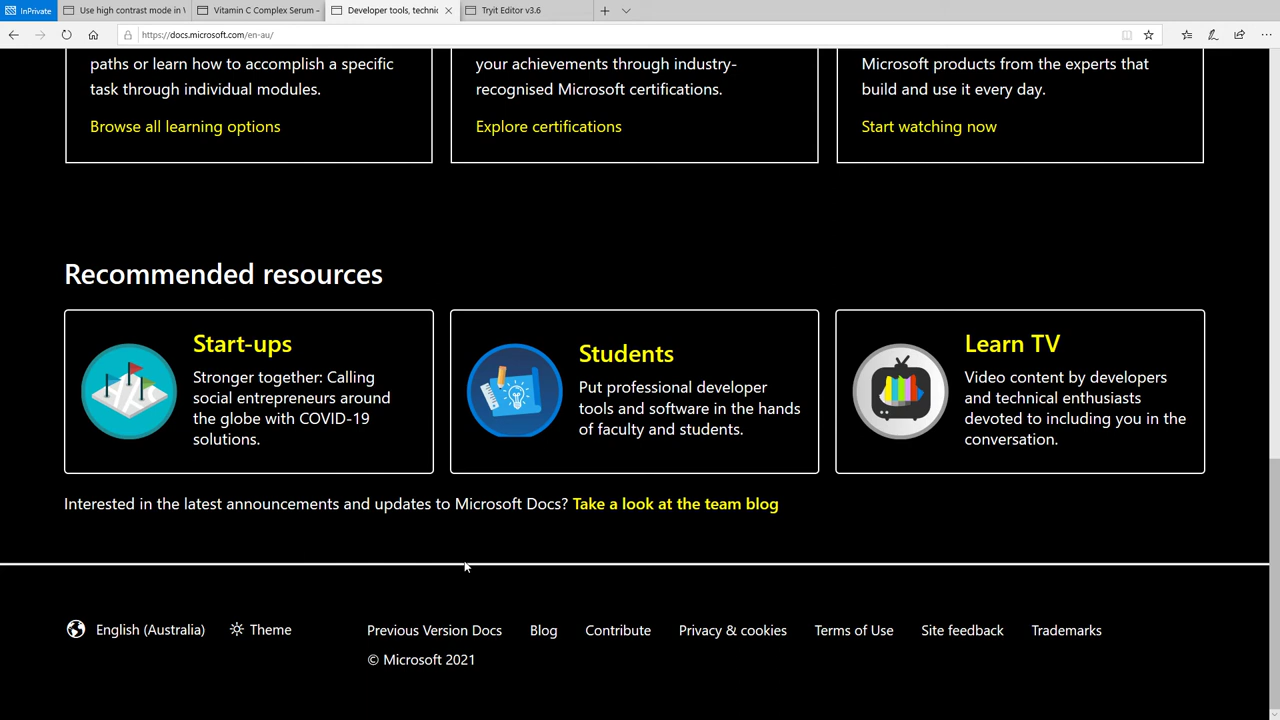 InPrivate
Use high contrast mode in W
Vitamin C Complex Serum -
Developer tools, technic
Tryit Editor v3.6
https://docs.microsoft.com/en-au/
paths or learn how to accomplish a specific
task through individual modules.
Browse all learning options
your achievements through industry-
recognised Microsoft certifications.
Explore certifications
Microsoft products from the experts that
build and use it every day.
Start watching now
Recommended resources
Start-ups
Stronger together: Calling
social entrepreneurs around
the globe with COVID-19
solutions.
Students
Put professional developer
tools and software in the hands
of faculty and students.
Learn TV
Video content by developers
and technical enthusiasts
devoted to including you in the
conversation.
Interested in the latest announcements and updates to Microsoft Docs? Take a look at the team blog
English (Australia)
Theme
Previous Version Docs
Blog
Contribute
Privacy & cookies
Terms of Use
Site feedback
Trademarks
© Microsoft 2021